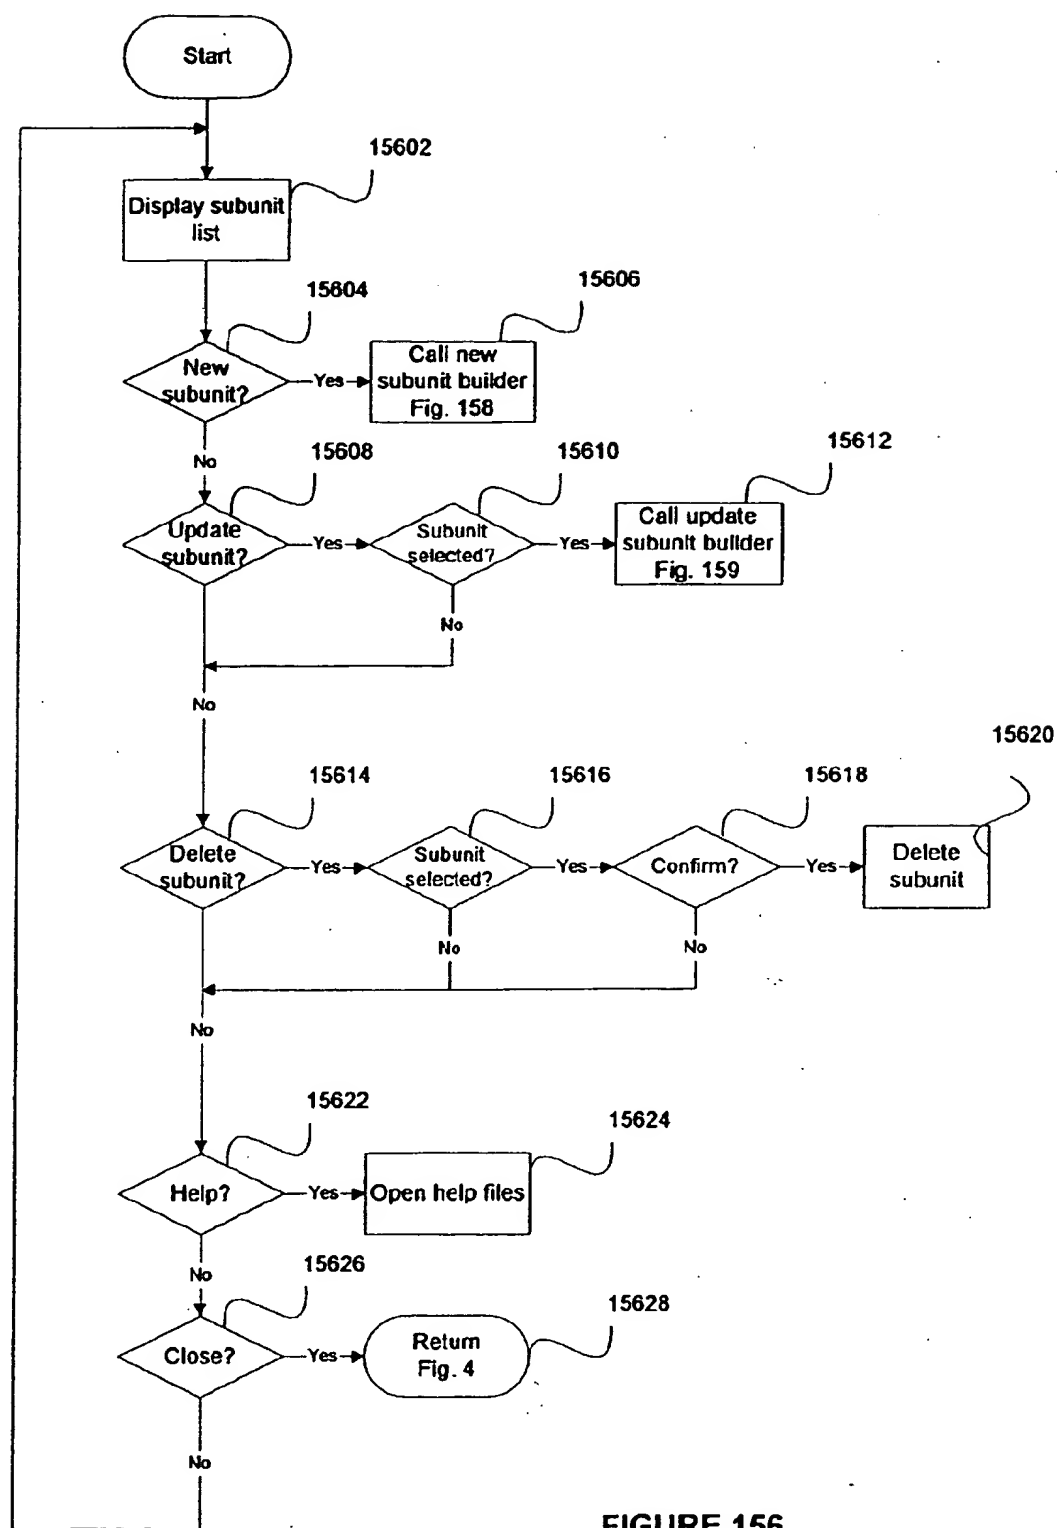 Start
15602
Display subunit
list
15604
15606
New
subunit?
Yes
Call new
subunit builder
Fig. 158
No
15608
15610
15612
Update
subunit?
Yes
Subunit
selected?
Yes
Call update
subunit builder
Fig. 159
No
No
15620
15614
15616
15618
Delete
subunit?
Yes
Subunit
selected?
Yes
Confirm?
Yes
Delete
subunit
No
No
No
15622
15624
Help?
Yes
Open help files
No
15626
15628
Close?
Yes
Return
Fig. 4
No
FIGURE 156